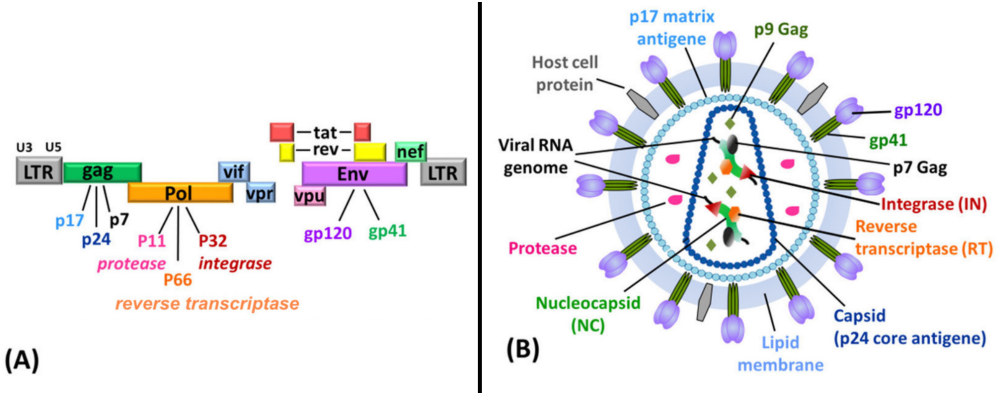 U3 U5
LTR
gag
Pol
vif
vpr
tat
rev
nef
Env
LTR
vpu
p17
p24
p7
P11
protease
P66
reverse transcriptase
P32
integrase
gp120
gp41
(A)
p17 matrix
antigene
p9 Gag
Host cell
protein
gp120
gp41
Viral RNA
genome
p7 Gag
Integrase (IN)
Protease
Reverse
transcriptase (RT)
Nucleocapsid
(NC)
Capsid
(p24 core antigene)
Lipid
membrane
(B)